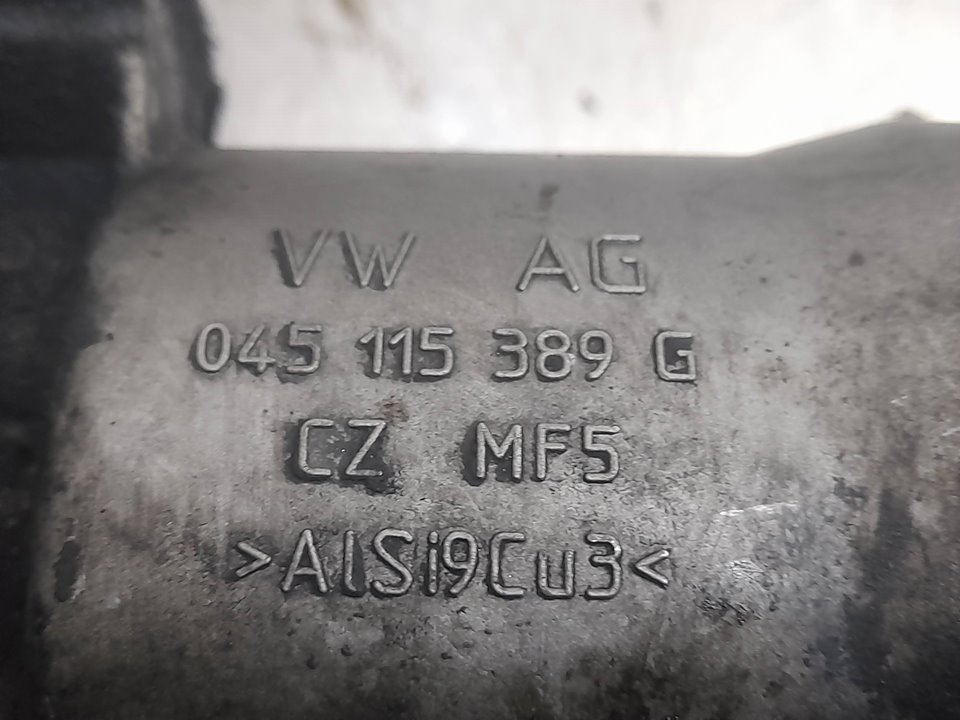 VW AG
045 115 389 G
CZ MF5
>AlSi9Cu3<